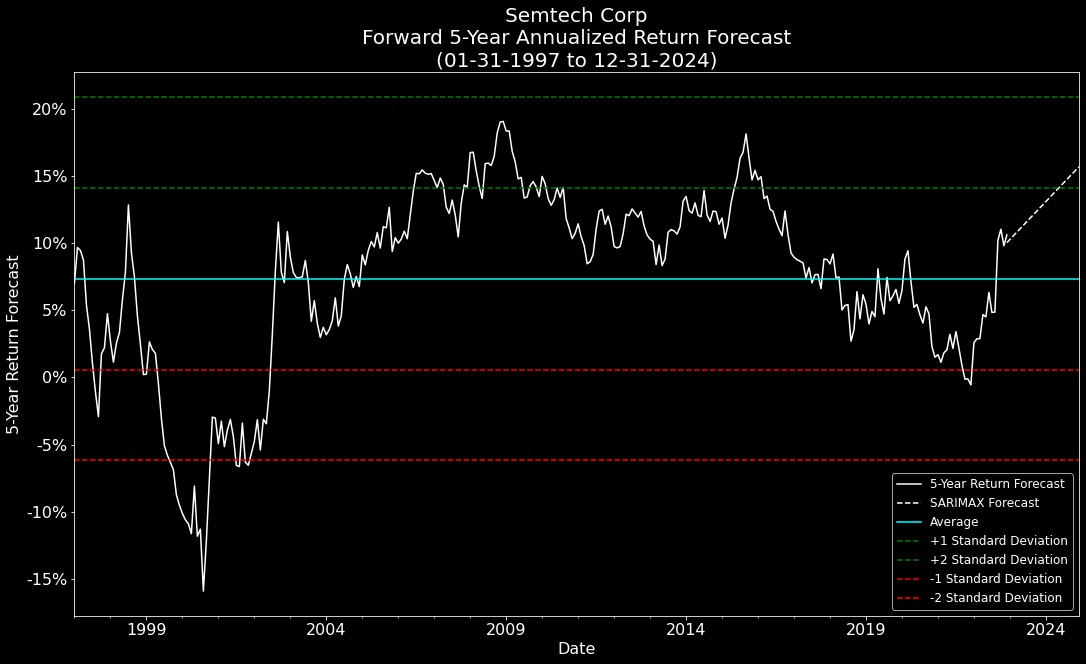 Semtech Corp
Forward 5-Year Annualized Return Forecast
(01-31-1997 to 12-31-2024)
5-Year Return Forecast
20%
15%
10%
5%
0%
-5%
-10%
-15%
5-Year Return Forecast
SARIMAX Forecast
Average
+1 Standard Deviation
+2 Standard Deviation
-1 Standard Deviation
-2 Standard Deviation
1999
2004
2009
2014
2019
2024
Date